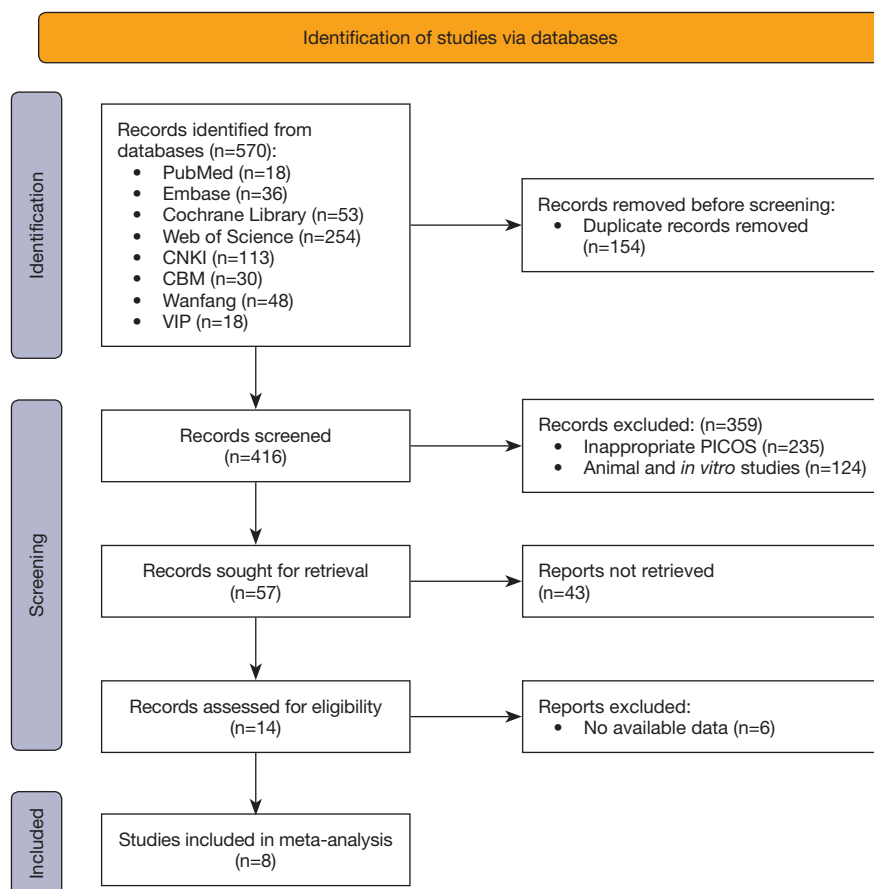 Identification of studies via databases
Identification
Records identified from
databases (n=570):
• PubMed (n=18)
• Embase (n=36)
• Cochrane Library (n=53)
• Web of Science (n=254)
• CNKI (n=113)
• CBM (n=30)
• Wanfang (n=48)
• VIP (n=18)
Records removed before screening:
• Duplicate records removed
(n=154)
Screening
Records screened
(n=416)
Records excluded: (n=359)
• Inappropriate PICOS (n=235)
• Animal and in vitro studies (n=124)
Records sought for retrieval
(n=57)
Reports not retrieved
(n=43)
Records assessed for eligibility
(n=14)
Reports excluded:
• No available data (n=6)
Included
Studies included in meta-analysis
(n=8)